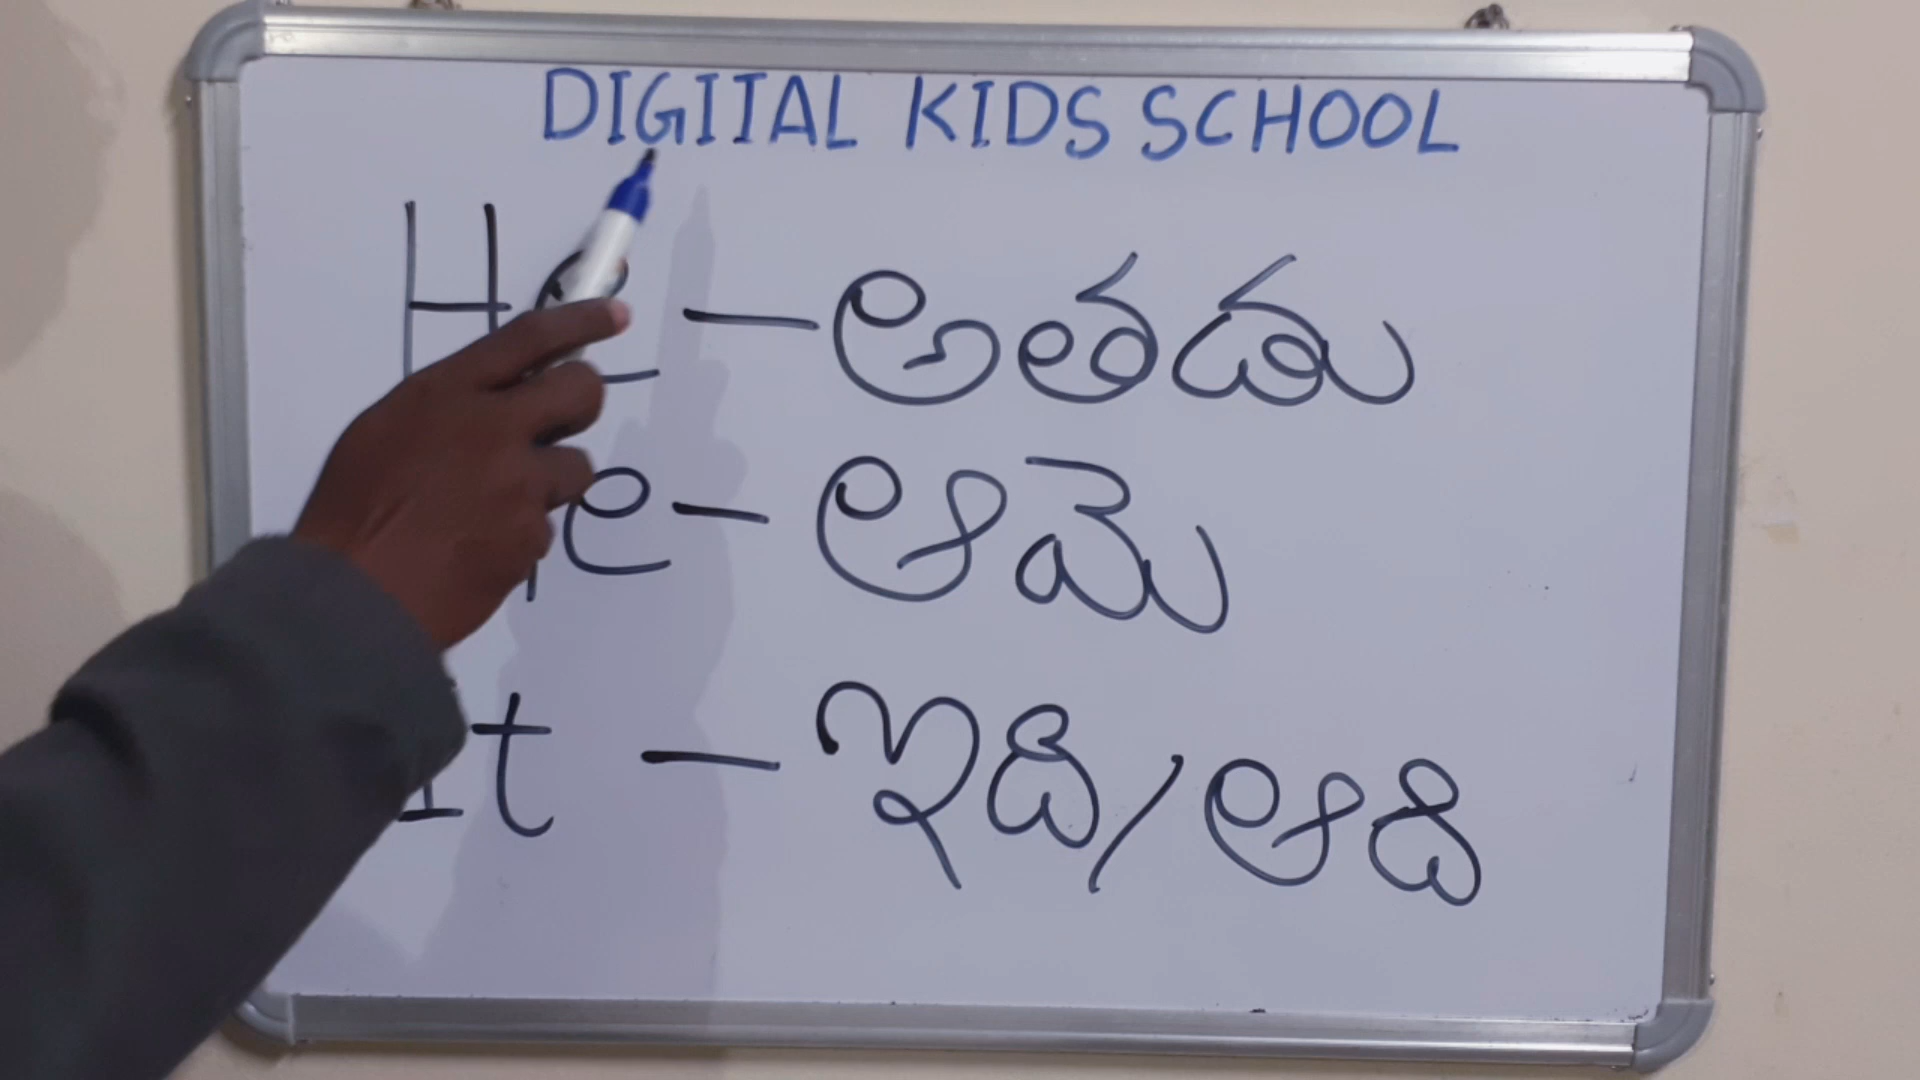 DIGITAL KIDS SCHOOL
He - అతడు
- ఆమె
It - ఇది/అది